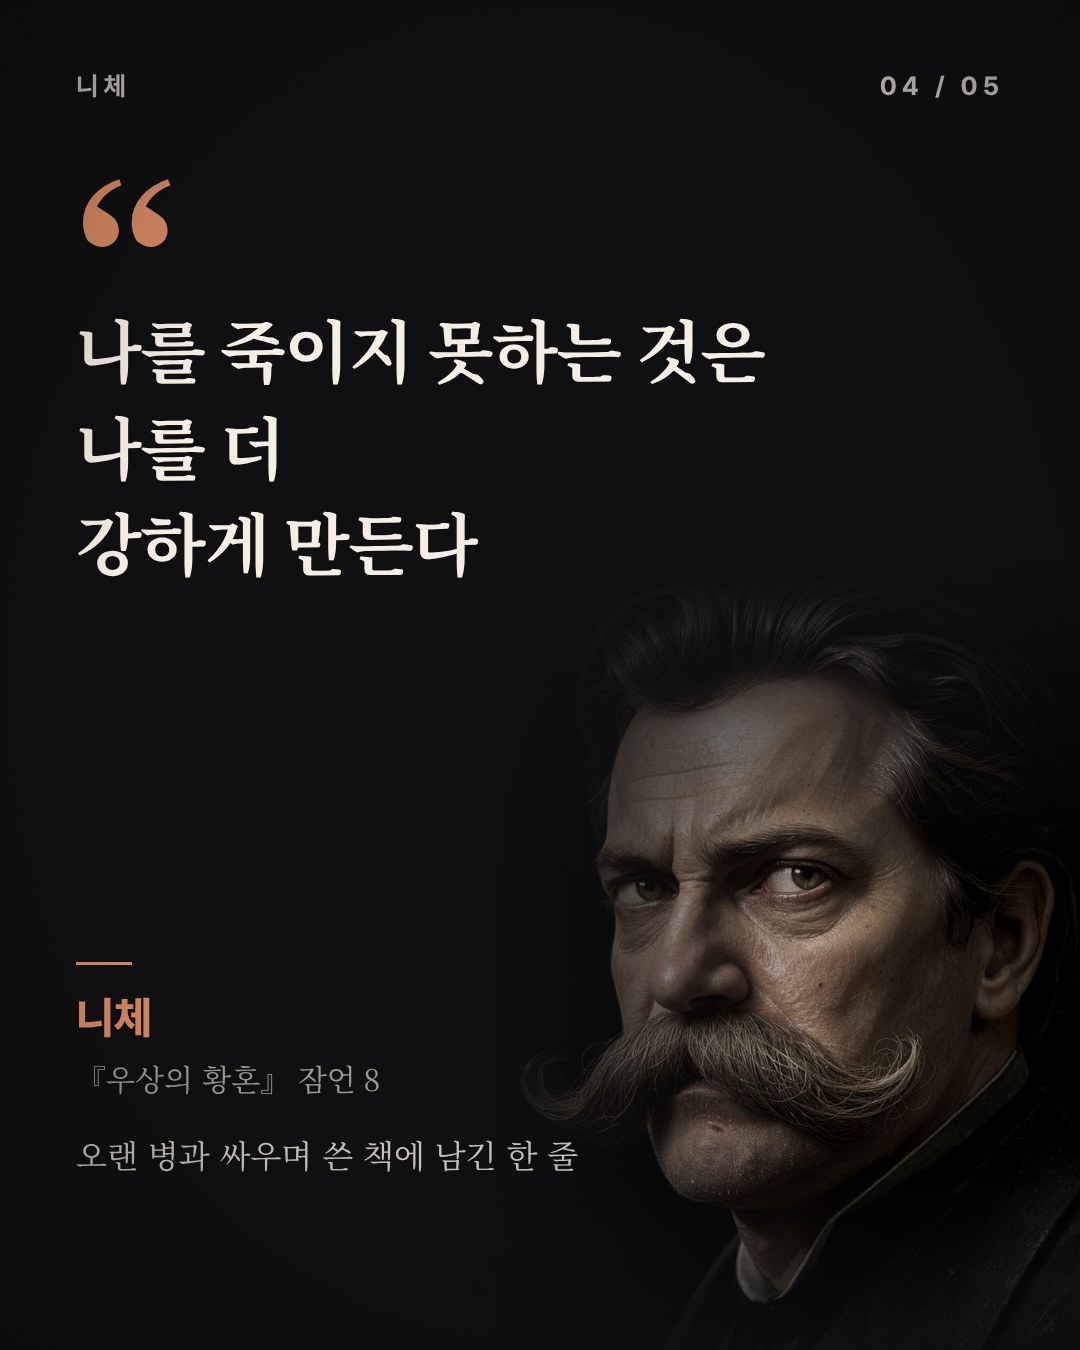 니체
04 / 05
“
나를 죽이지 못하는 것은
나를 더
강하게 만든다
니체
『우상의 황혼』 잠언 8
오랜 병과 싸우며 쓴 책에 남긴 한 줄